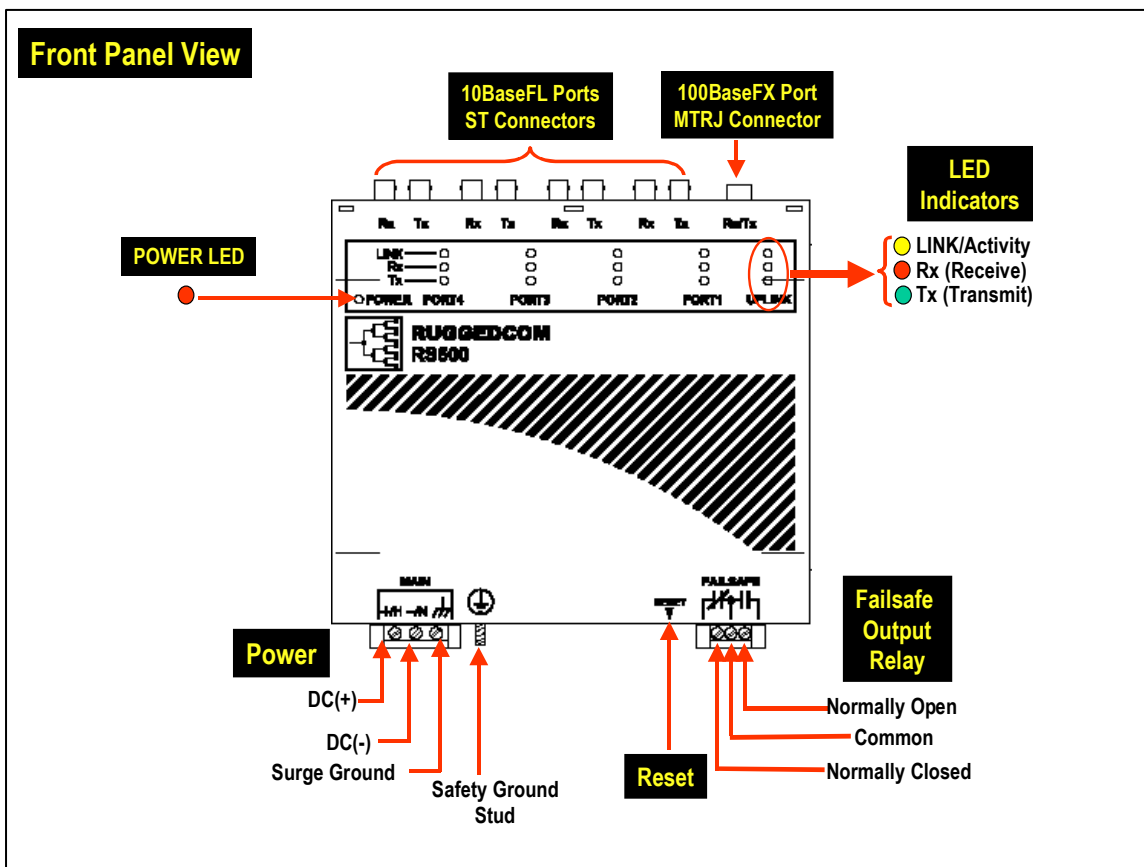 Front Panel View
10BaseFL Ports
ST Connectors
100BaseFX Port
MTRJ Connector
LED
Indicators
LINK/Activity
Rx (Receive)
Tx (Transmit)
POWER LED
Rx Tx Rx Tx Rx Tx Rx Tx Rx/Tx
LINK
Rx
Tx
POWER PORT4 PORT3 PORT2 PORT1 UPLINK
RUGGEDCOM
RS500
MAIN
RESET
FAILSAFE
Power
DC(+)
DC(-)
Surge Ground
Safety Ground
Stud
Reset
Failsafe
Output
Relay
Normally Open
Common
Normally Closed